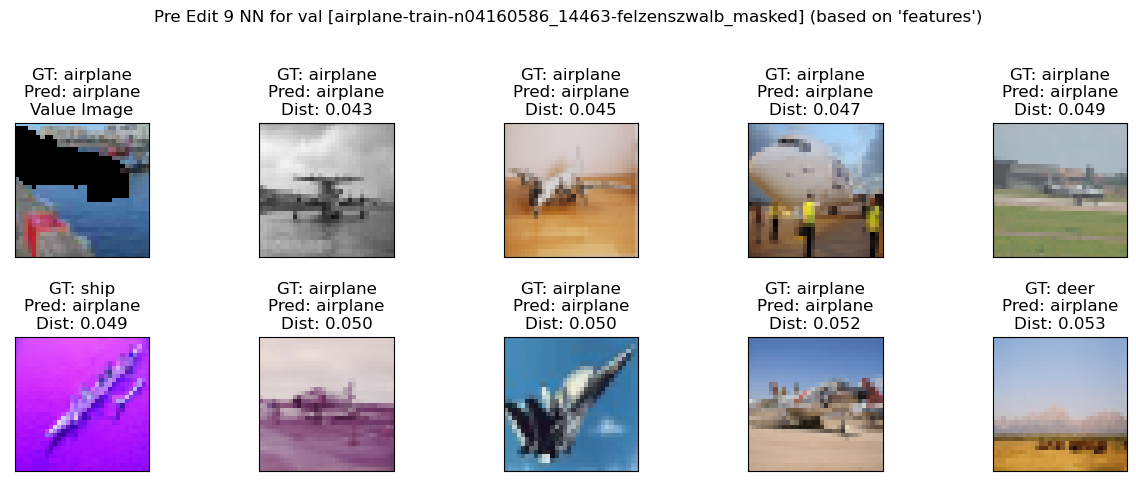 Pre Edit 9 NN for val [airplane-train-n04160586_14463-felzenszwalb_masked] (based on 'features')
GT: airplane
Pred: airplane
Value Image
GT: airplane
Pred: airplane
Dist: 0.043
GT: airplane
Pred: airplane
Dist: 0.045
GT: airplane
Pred: airplane
Dist: 0.047
GT: airplane
Pred: airplane
Dist: 0.049
GT: ship
Pred: airplane
Dist: 0.049
GT: airplane
Pred: airplane
Dist: 0.050
GT: airplane
Pred: airplane
Dist: 0.050
GT: airplane
Pred: airplane
Dist: 0.052
GT: deer
Pred: airplane
Dist: 0.053